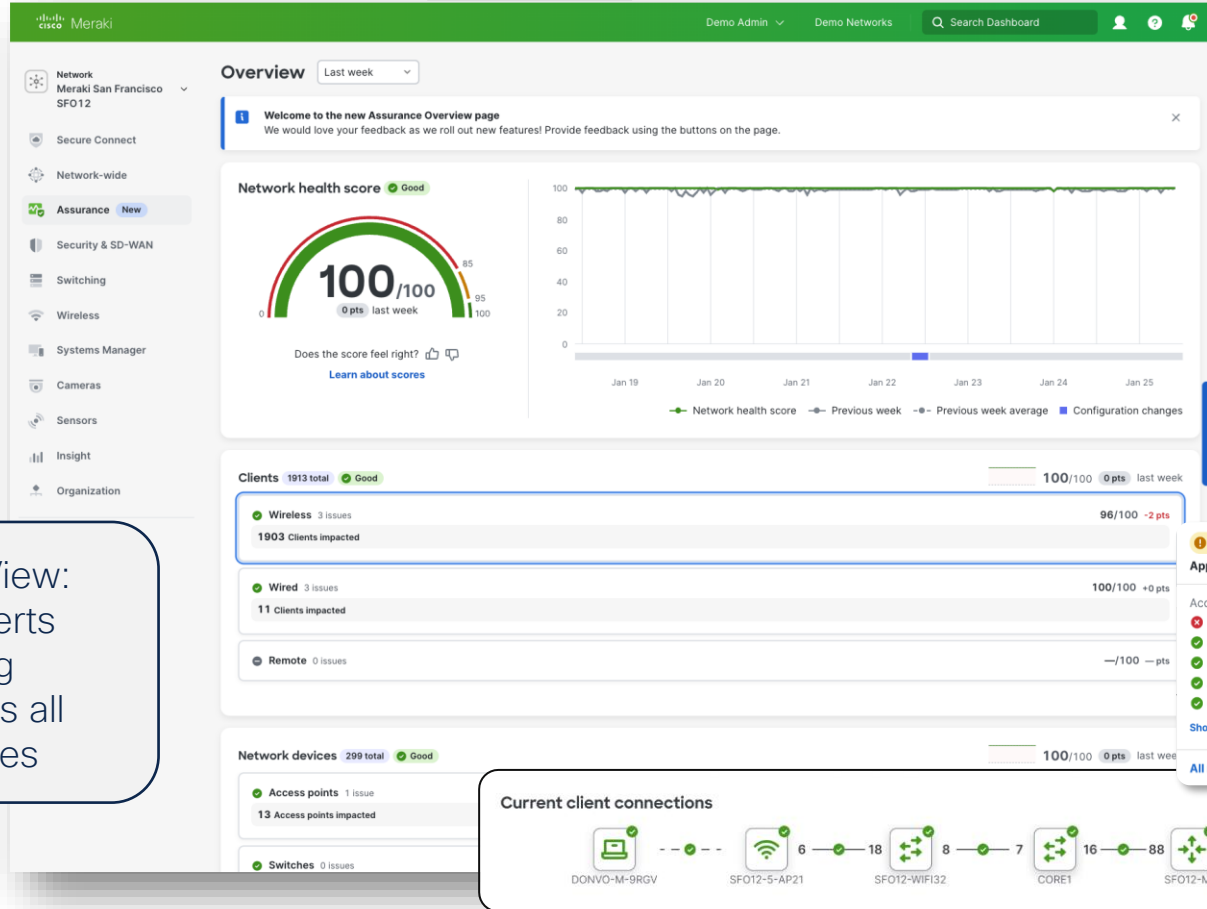 cisco Meraki
Demo Admin
Demo Networks
Search Dashboard
Network
Meraki San Francisco
SFO12
Secure Connect
Network-wide
Assurance New
Security & SD-WAN
Switching
Wireless
Systems Manager
Cameras
Sensors
Insight
Organization
Overview Last week
Welcome to the new Assurance Overview page
We would love your feedback as we roll out new features! Provide feedback using the buttons on the page.
Network health score Good
85
100/100
95
0 pts last week
0 100
Does the score feel right?
Learn about scores
100
80
60
40
20
0
Jan 19 Jan 20 Jan 21 Jan 22 Jan 23 Jan 24 Jan 25
Network health score Previous week Previous week average Configuration changes
Clients 1913 total Good 100/100 0 pts last week
Wireless 3 issues 96/100 -2 pts
1903 Clients impacted
Wired 3 issues 100/100 +0 pts
11 Clients impacted
Remote 0 issues —/100 — pts
Network devices 299 total Good 100/100 0 pts last wee
Access points 1 issue
13 Access points impacted
Switches 0 issues
App
Acc
Sho
All
iew:
erts
g
s all
es
Current client connections
6 18 8 7 16 88
DONVO-M-9RGV SFO12-5-AP21 SFO12-WIFI32 CORE1 SFO12-M